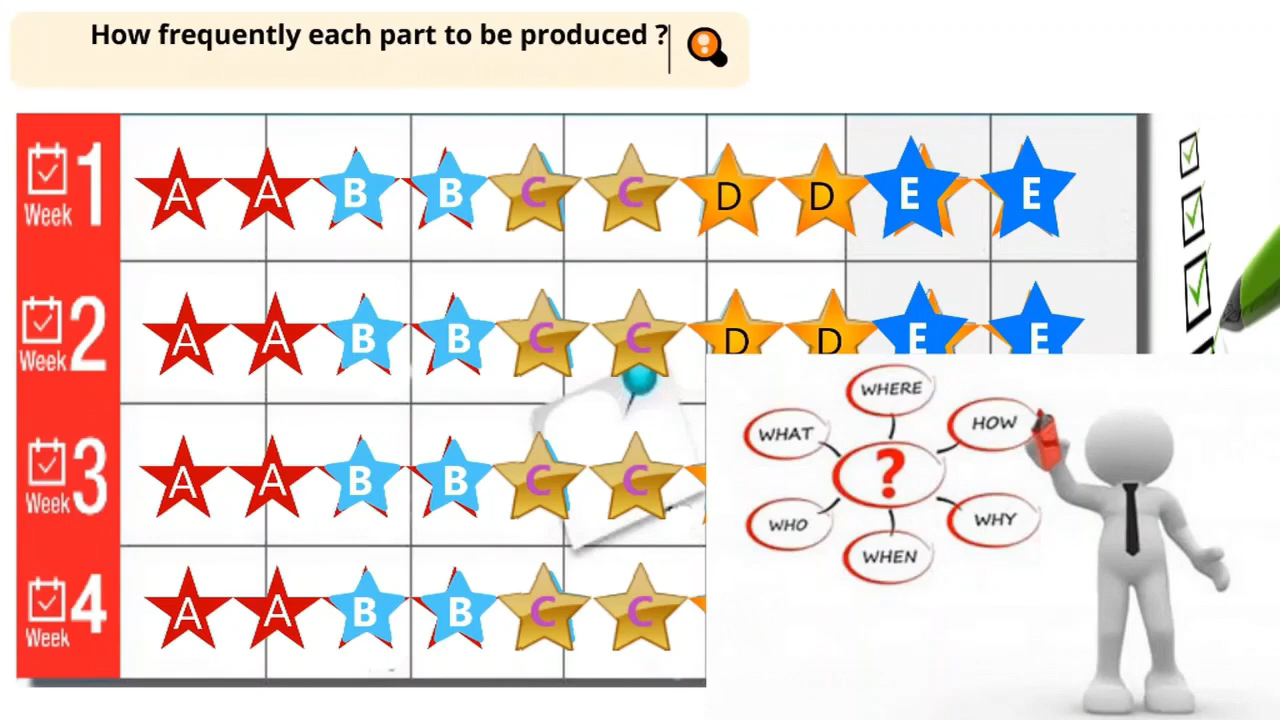 How frequently each part to be produced ?
1 Week A A B B C C D D E E
2 Week A A B B C C D D E E
3 Week A A B B C C
4 Week A A B B C C
WHERE
WHAT HOW
?
WHO WHY
WHEN